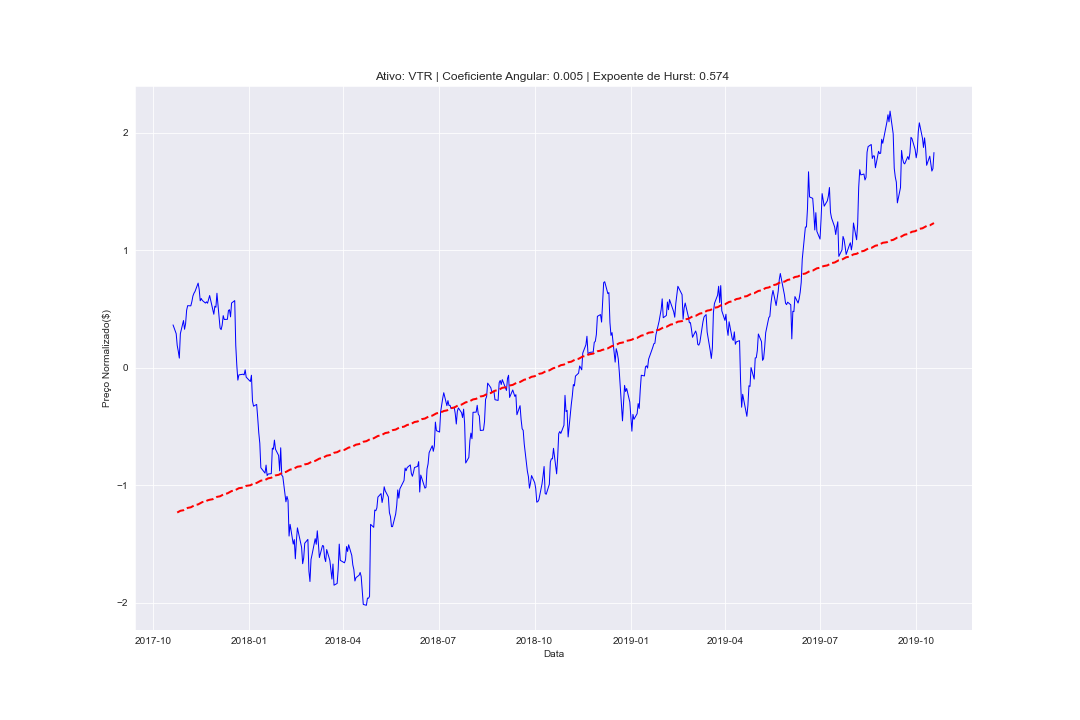 Ativo: VTR | Coeficiente Angular: 0.005 | Expoente de Hurst: 0.574
Preço Normalizado($)
2
1
0
−1
−2
2017-10 2018-01 2018-04 2018-07 2018-10 2019-01 2019-04 2019-07 2019-10
Data